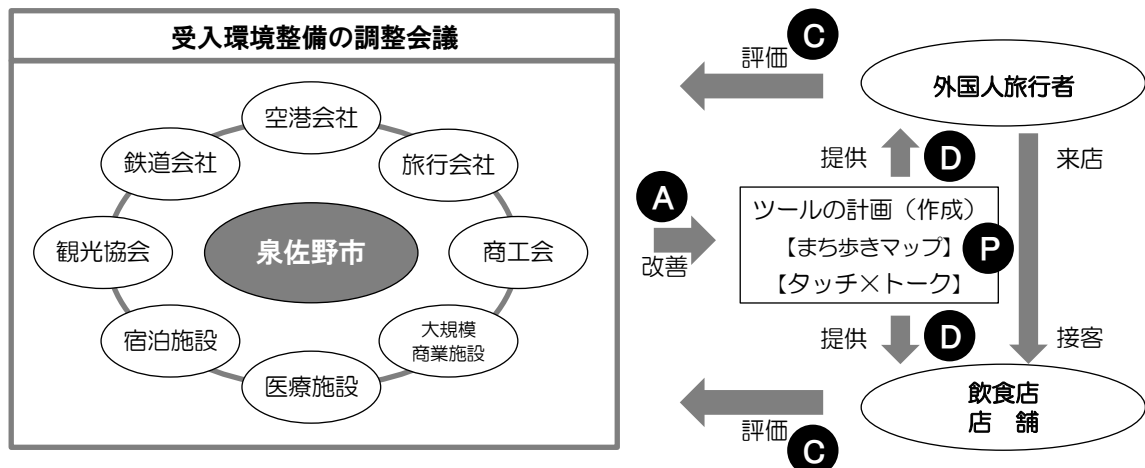 受入環境整備の調整会議
空港会社
鉄道会社
旅行会社
観光協会
泉佐野市
商工会
宿泊施設
大規模
商業施設
医療施設
評価
C
外国人旅行者
提供
D
来店
A
改善
ツールの計画（作成）
【まち歩きマップ】
P
【タッチ×トーク】
提供
D
接客
評価
C
飲食店
店　舗